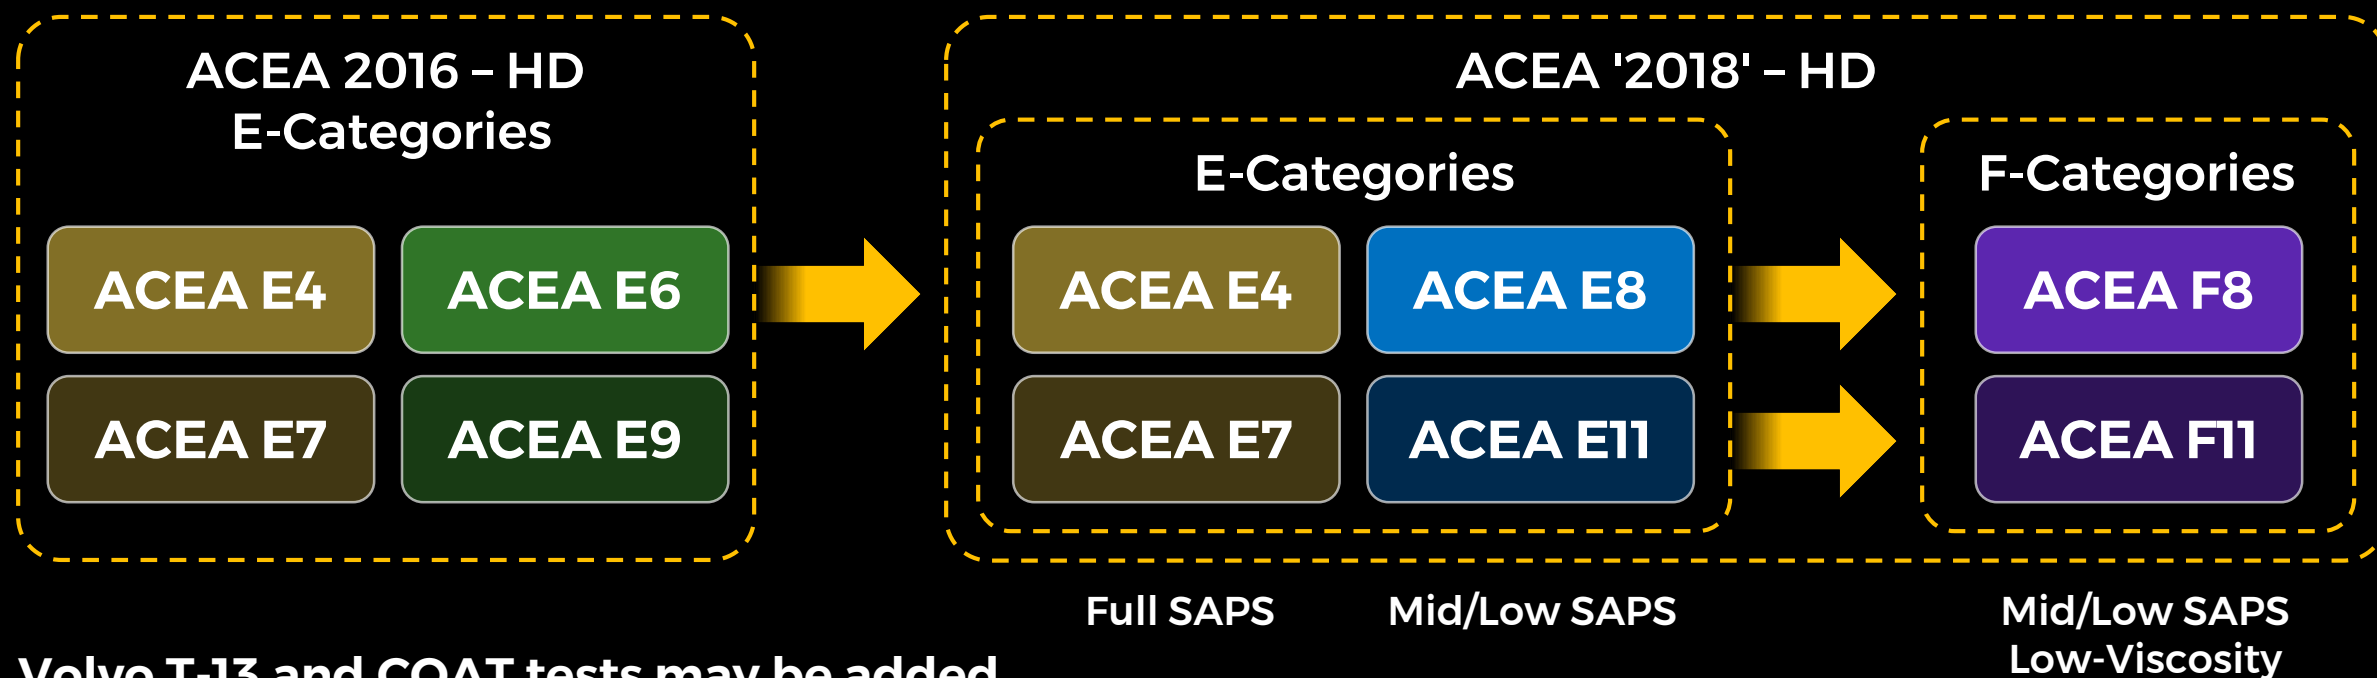 ACEA 2016 – HD
E-Categories
ACEA E4
ACEA E6
ACEA E7
ACEA E9
ACEA '2018' – HD
E-Categories
ACEA E4
ACEA E8
ACEA E7
ACEA E11
F-Categories
ACEA F8
ACEA F11
Full SAPS
Mid/Low SAPS
Mid/Low SAPS
Low-Viscosity
Volvo T-13 and COAT tests may be added